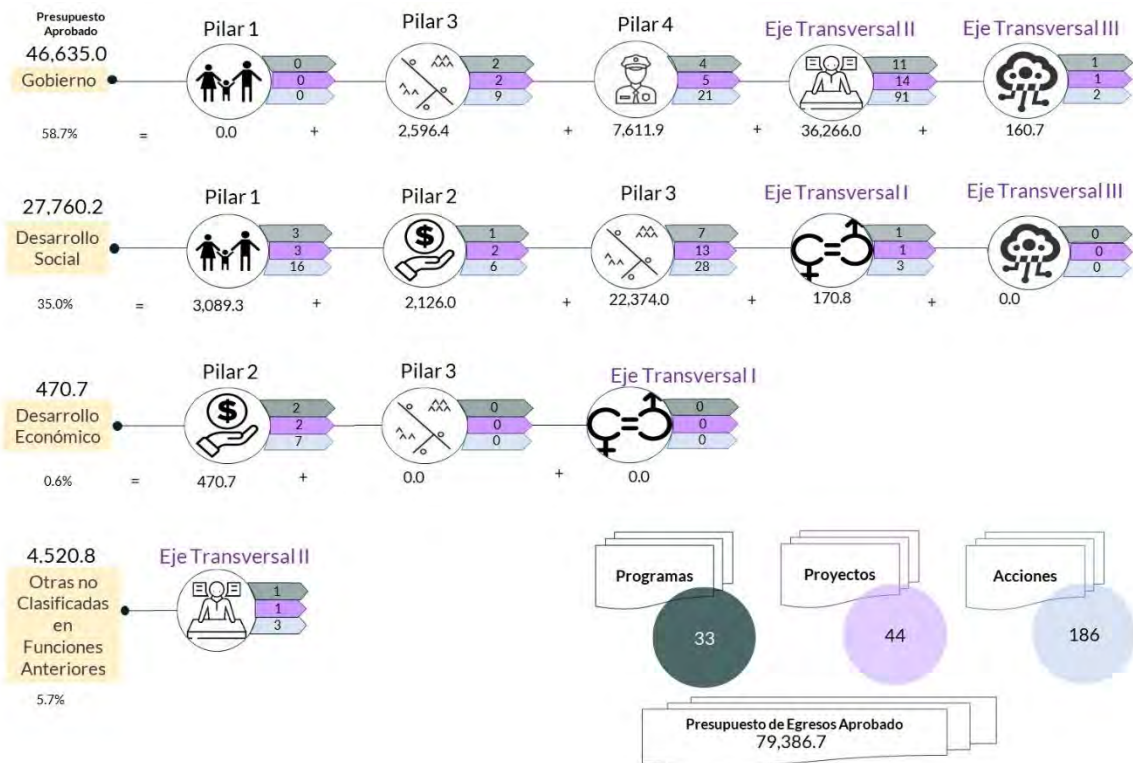 Presupuesto
Aprobado
46,635.0
Gobierno
58.7%
=
Pilar 1
0
0
0
0.0
+
Pilar 3
2
2
9
2,596.4
+
Pilar 4
4
5
21
7,611.9
+
Eje Transversal II
11
14
91
36,266.0
+
Eje Transversal III
1
1
2
160.7
27,760.2
Desarrollo
Social
35.0%
=
Pilar 1
3
3
16
3,089.3
+
Pilar 2
$
1
2
6
2,126.0
+
Pilar 3
7
13
28
22,374.0
+
Eje Transversal I
1
1
3
170.8
+
Eje Transversal III
0
0
0
0.0
470.7
Desarrollo
Económico
0.6%
=
Pilar 2
$
2
2
7
470.7
+
Pilar 3
0
0
0
0.0
+
Eje Transversal I
0
0
0
0.0
4.520.8
Otras no
Clasificadas
en
Funciones
Anteriores
5.7%
Eje Transversal II
1
1
3
Programas
33
Proyectos
44
Acciones
186
Presupuesto de Egresos Aprobado
79,386.7